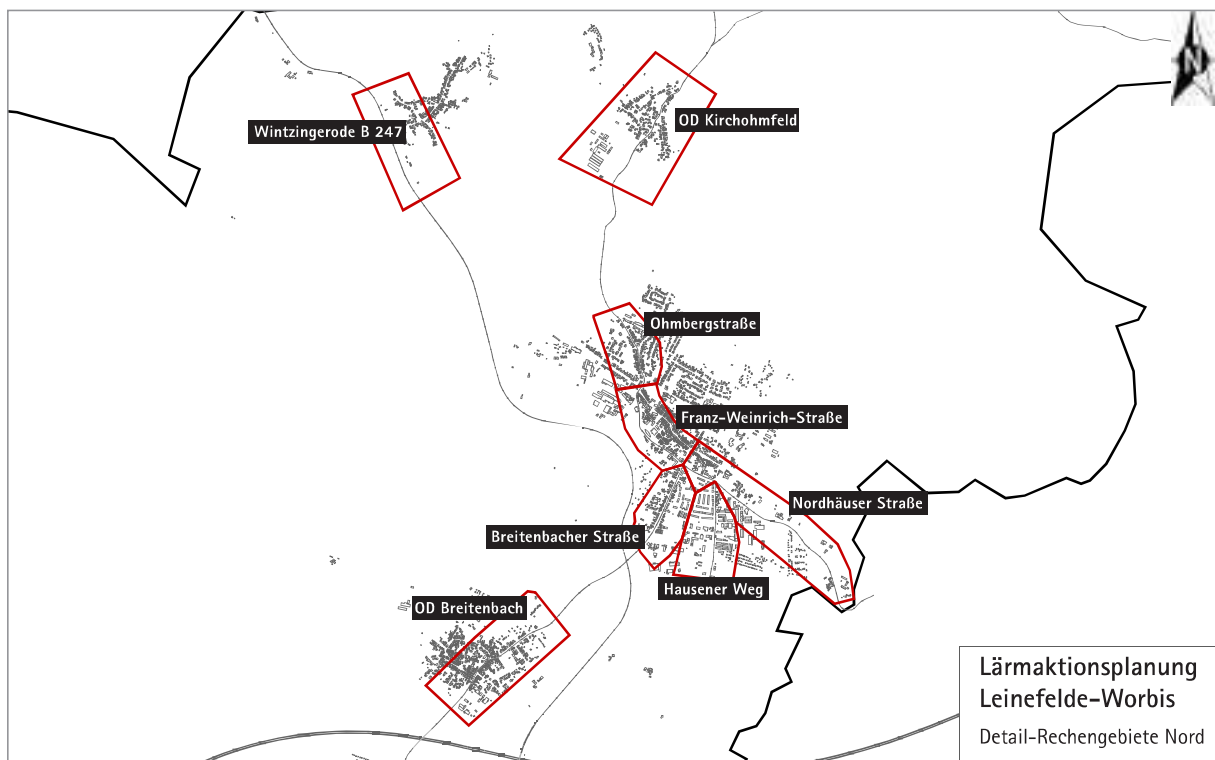 N
OD Kirchohmfeld
Wintzingerode B 247
Ohmbergstraße
Franz-Weinrich-Straße
Nordhäuser Straße
Breitenbacher Straße
Hausener Weg
OD Breitenbach
Lärmaktionsplanung
Leinefelde-Worbis
Detail-Rechengebiete Nord